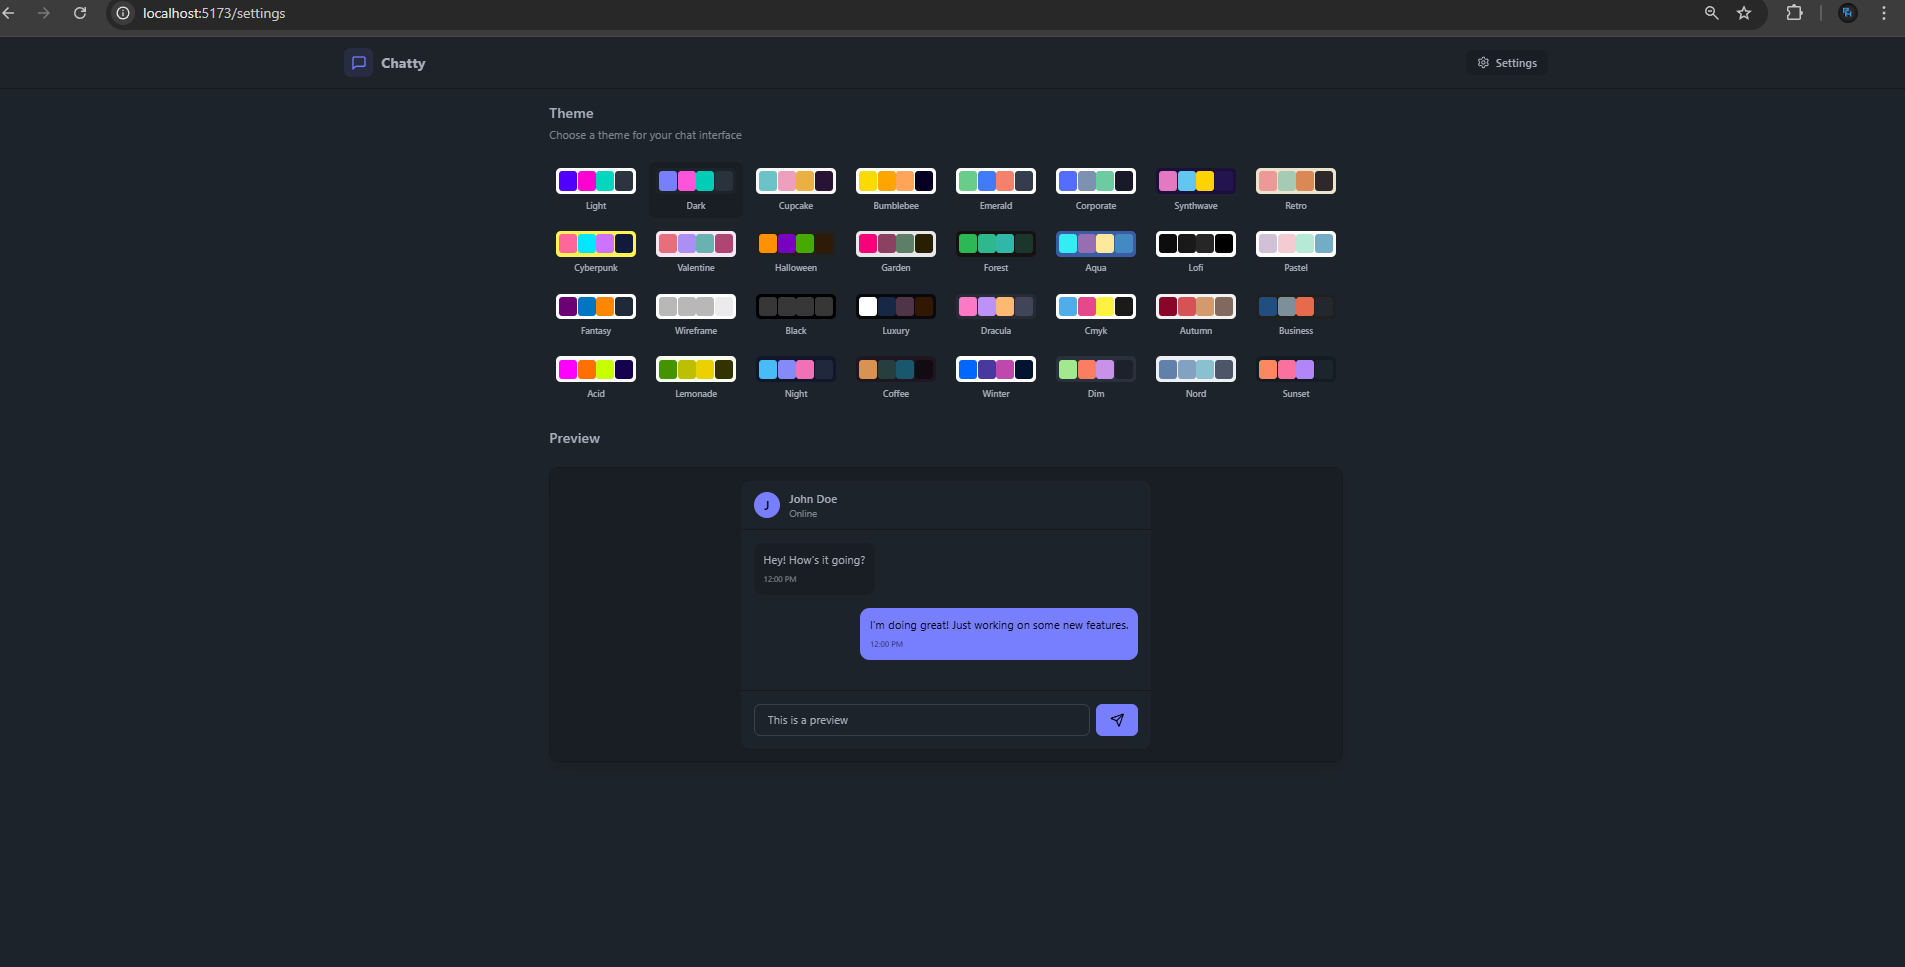 localhost:5173/settings
Chatty
Settings
Theme
Choose a theme for your chat interface
Light Dark Cupcake Bumblebee Emerald Corporate Synthwave Retro
Cyberpunk Valentine Halloween Garden Forest Aqua Lofi Pastel
Fantasy Wireframe Black Luxury Dracula Cmyk Autumn Business
Acid Lemonade Night Coffee Winter Dim Nord Sunset
Preview
J
John Doe
Online
Hey! How's it going?
12:00 PM
I'm doing great! Just working on some new features.
12:00 PM
This is a preview